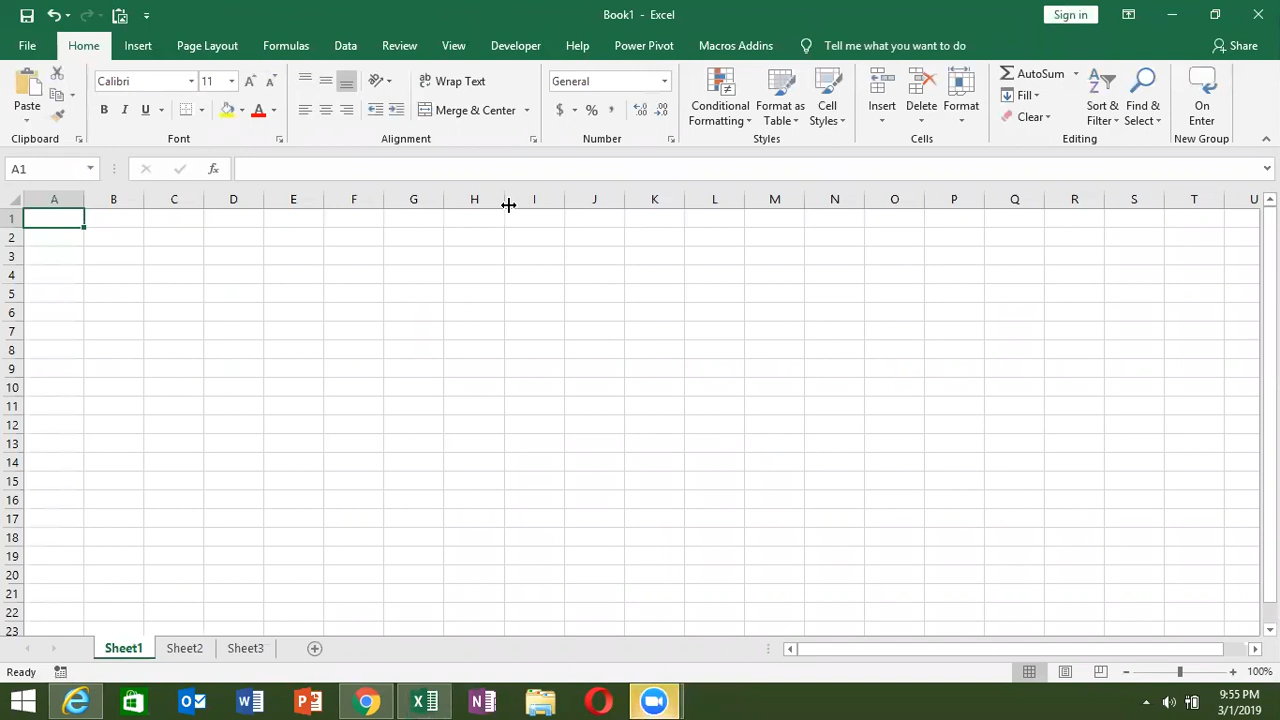 Book1 - Excel
Sign in
File Home Insert Page Layout Formulas Data Review View Developer Help Power Pivot Macros Addins Tell me what you want to do Share
Paste
Calibri 11
B I U A
Wrap Text
Merge & Center
General
$ % ,
Conditional Formatting
Format as Table
Cell Styles
Insert
Delete
Format
AutoSum
Fill
Clear
Sort & Filter
Find & Select
On Enter
Clipboard Font Alignment Number Styles Cells Editing New Group
A1 fx
A B C D E F G H I J K L M N O P Q R S T U
1
2
3
4
5
6
7
8
9
10
11
12
13
14
15
16
17
18
19
20
21
22
23
Sheet1 Sheet2 Sheet3
Ready 100%
9:55 PM
3/1/2019